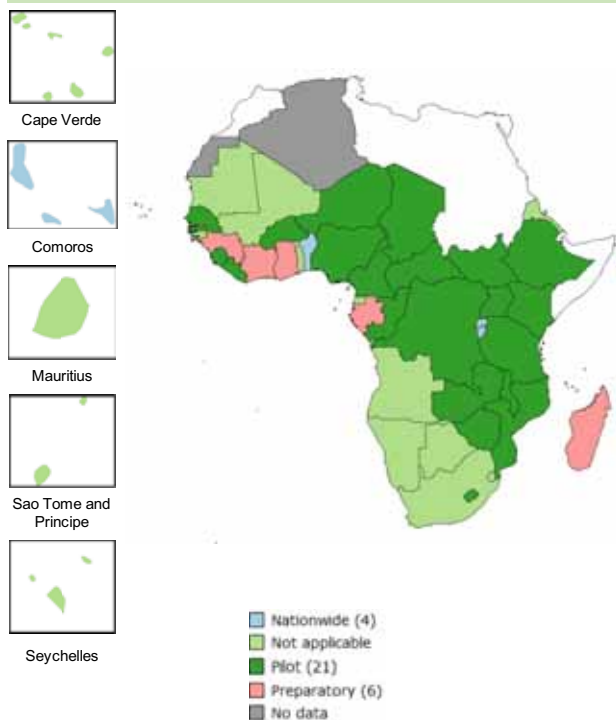 Cape Verde
Comoros
Mauritius
Sao Tome and
Principe
Seychelles
Nationwide (4)
Not applicable
Pilot (21)
Preparatory (6)
No data